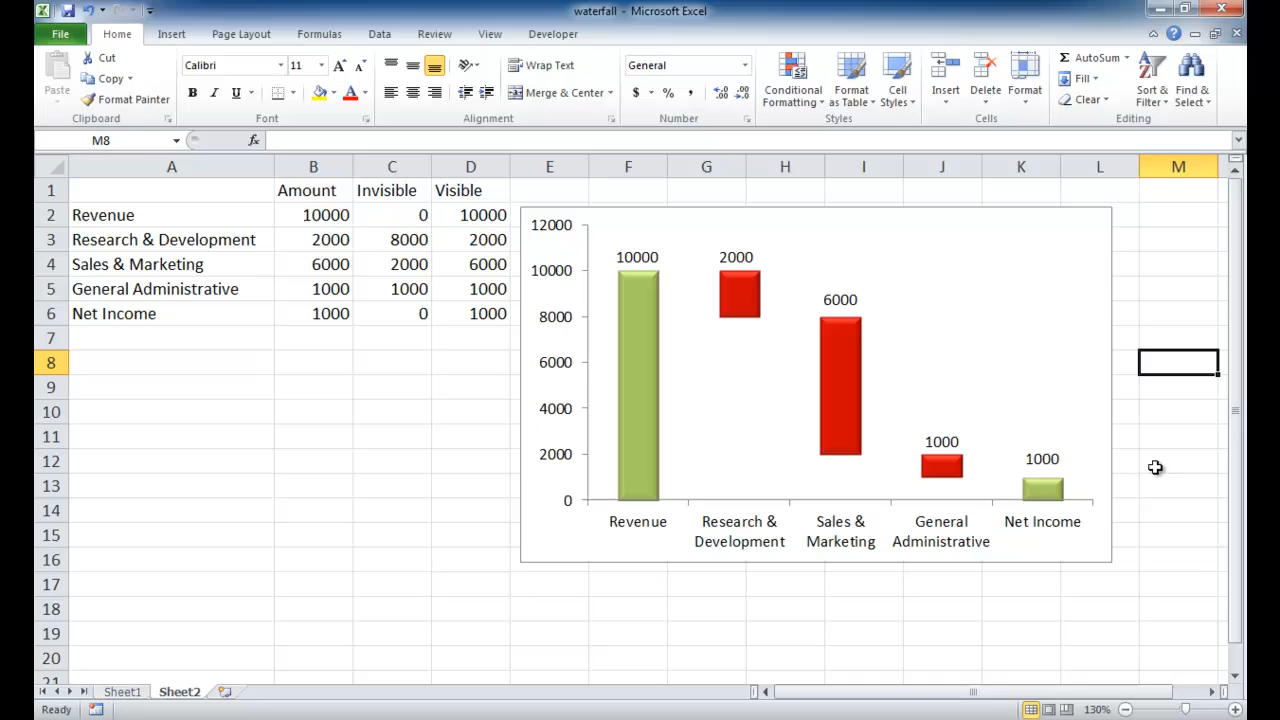 waterfall - Microsoft Excel
File Home Insert Page Layout Formulas Data Review View Developer
Paste
Cut
Copy
Format Painter
Clipboard
Calibri 11 A A
B I U A
Font
Wrap Text
Merge & Center
Alignment
General
$ % ,
Number
Conditional Formatting
Format as Table
Cell Styles
Styles
Insert Delete Format
Cells
Σ AutoSum
Fill
Clear
Sort & Filter
Find & Select
Editing
M8 fx
A B C D E F G H I J K L M
1 Amount Invisible Visible
2 Revenue 10000 0 10000
3 Research & Development 2000 8000 2000
4 Sales & Marketing 6000 2000 6000
5 General Administrative 1000 1000 1000
6 Net Income 1000 0 1000
7
8
9
10
11
12
13
14
15
16
17
18
19
20
21
12000
10000
8000
6000
4000
2000
0
10000 2000 6000 1000 1000
Revenue
Research &
Development
Sales &
Marketing
General
Administrative
Net Income
Sheet1 Sheet2
Ready 130%